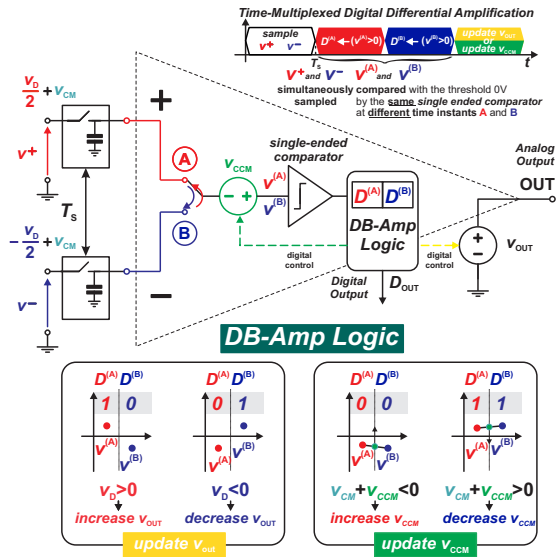 Time-Multiplexed Digital Differential Amplification
sample
v+ v−
D(A) ← (v(A)>0)
D(B) ← (v(B)>0)
update vOUT
or
update vCCM
TS
t
v+ and v− v(A) and v(B)
simultaneously sampled
compared with the threshold 0V
by the same single ended comparator
at different time instants A and B
vD/2 + vCM
v+
TS
−vD/2 + vCM
v−
+
−
A
B
vCCM
− +
v(A)
v(B)
single-ended
comparator
D(A) D(B)
DB-Amp
Logic
digital
control
digital
control
Digital
Output
DOUT
Analog
Output
OUT
+
−
vOUT
DB-Amp Logic
D(A) D(B)
1 0
v(A)
v(B)
vD>0
increase vOUT
D(A) D(B)
0 1
v(A)
v(B)
vD<0
decrease vOUT
update vout
D(A) D(B)
0 0
v(A)
v(B)
vCM+vCCM<0
increase vCCM
D(A) D(B)
1 1
v(A)
v(B)
vCM+vCCM>0
decrease vCCM
update vCCM